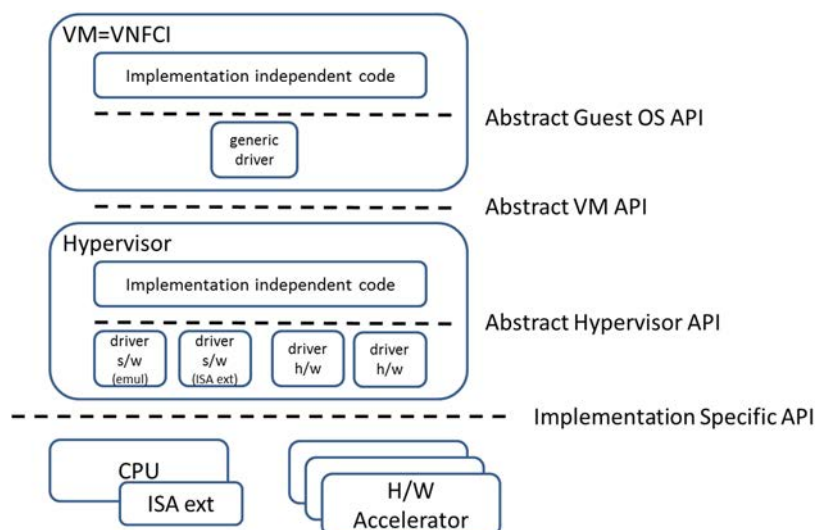 VM=VNFCI
Implementation independent code
Abstract Guest OS API
generic
driver
Abstract VM API
Hypervisor
Implementation independent code
Abstract Hypervisor API
driver
s/w
(emul)
driver
s/w
(ISA ext)
driver
h/w
driver
h/w
Implementation Specific API
CPU
ISA ext
H/W
Accelerator